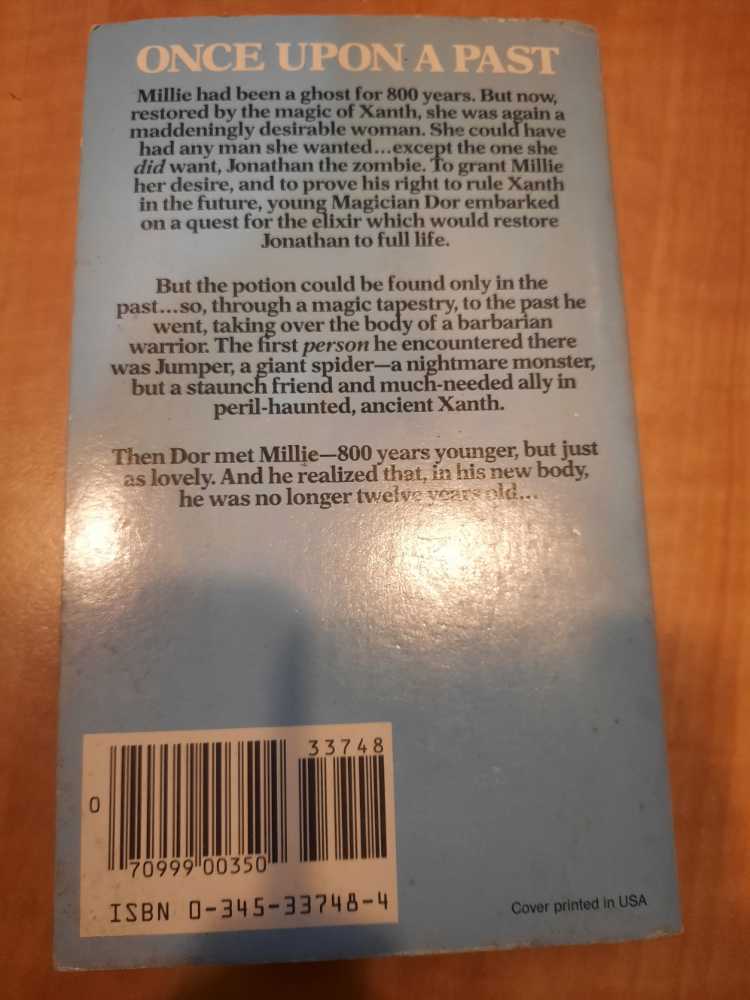 ONCE UPON A PAST
Millie had been a ghost for 800 years. But now,
restored by the magic of Xanth, she was again a
maddeningly desirable woman. She could have
had any man she wanted...except the one she
did want, Jonathan the zombie. To grant Millie
her desire, and to prove his right to rule Xanth
in the future, young Magician Dor embarked
on a quest for the elixir which would restore
Jonathan to full life.
But the potion could be found only in the
past...so, through a magic tapestry, to the past he
went, taking over the body of a barbarian
warrior. The first person he encountered there
was Jumper, a giant spider—a nightmare monster,
but a staunch friend and much-needed ally in
peril-haunted, ancient Xanth.
Then Dor met Millie—800 years younger, but just
as lovely. And he realized that, in his new body,
he was no longer twelve years old...
33748
0
70999 00350
ISBN 0-345-33748-4
Cover printed in USA